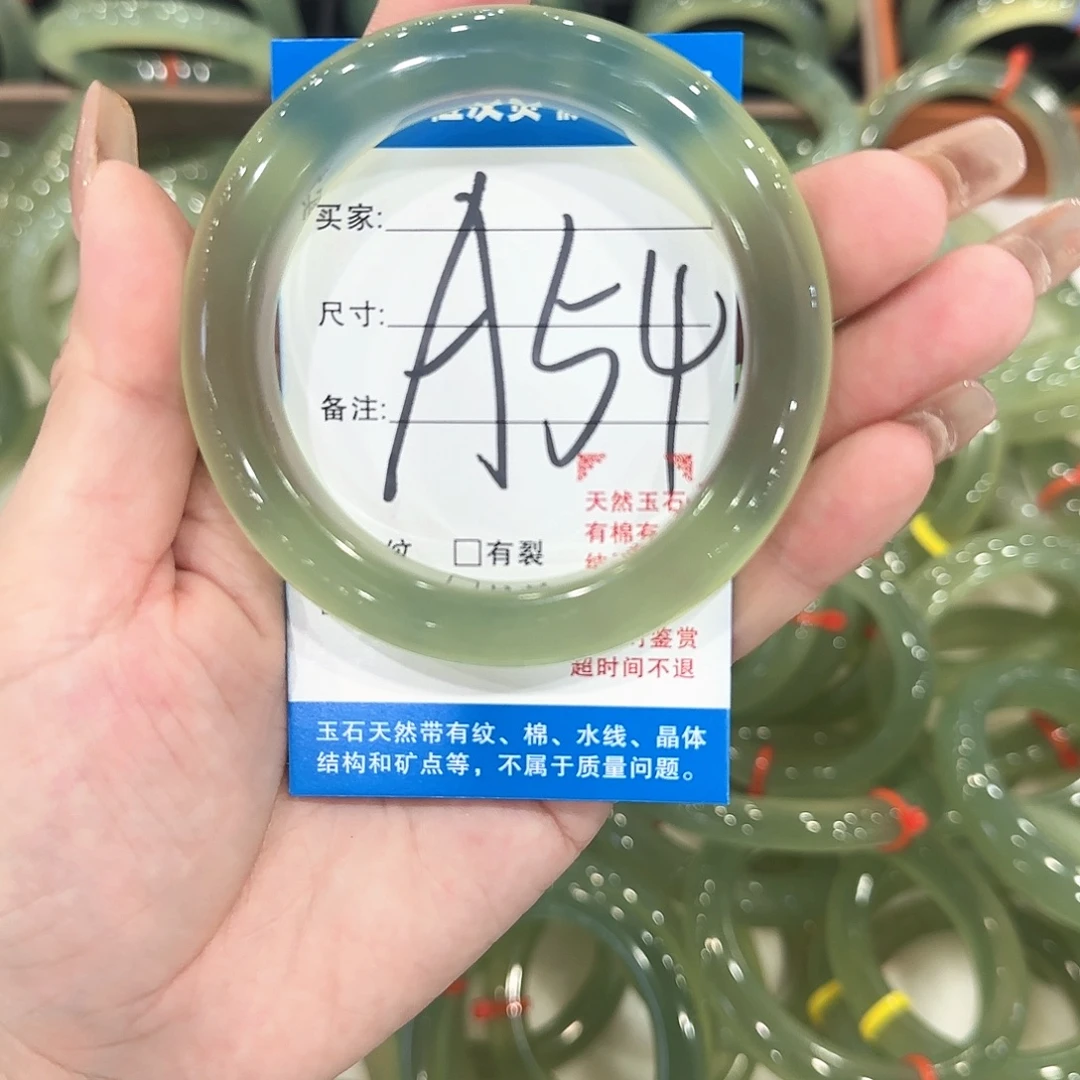 买家:
尺寸:
备注:
A54
纹 □有裂
天然玉石
有棉有
鉴赏
超时间不退
玉石天然带有纹、棉、水线、晶体
结构和矿点等，不属于质量问题。